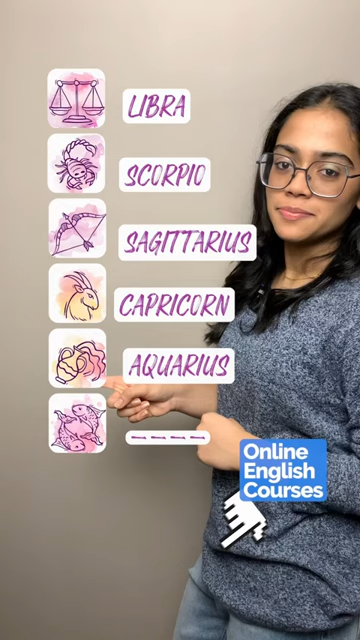 LIBRA
SCORPIO
SAGITTARIUS
CAPRICORN
AQUARIUS
– – – –
Online
English
Courses